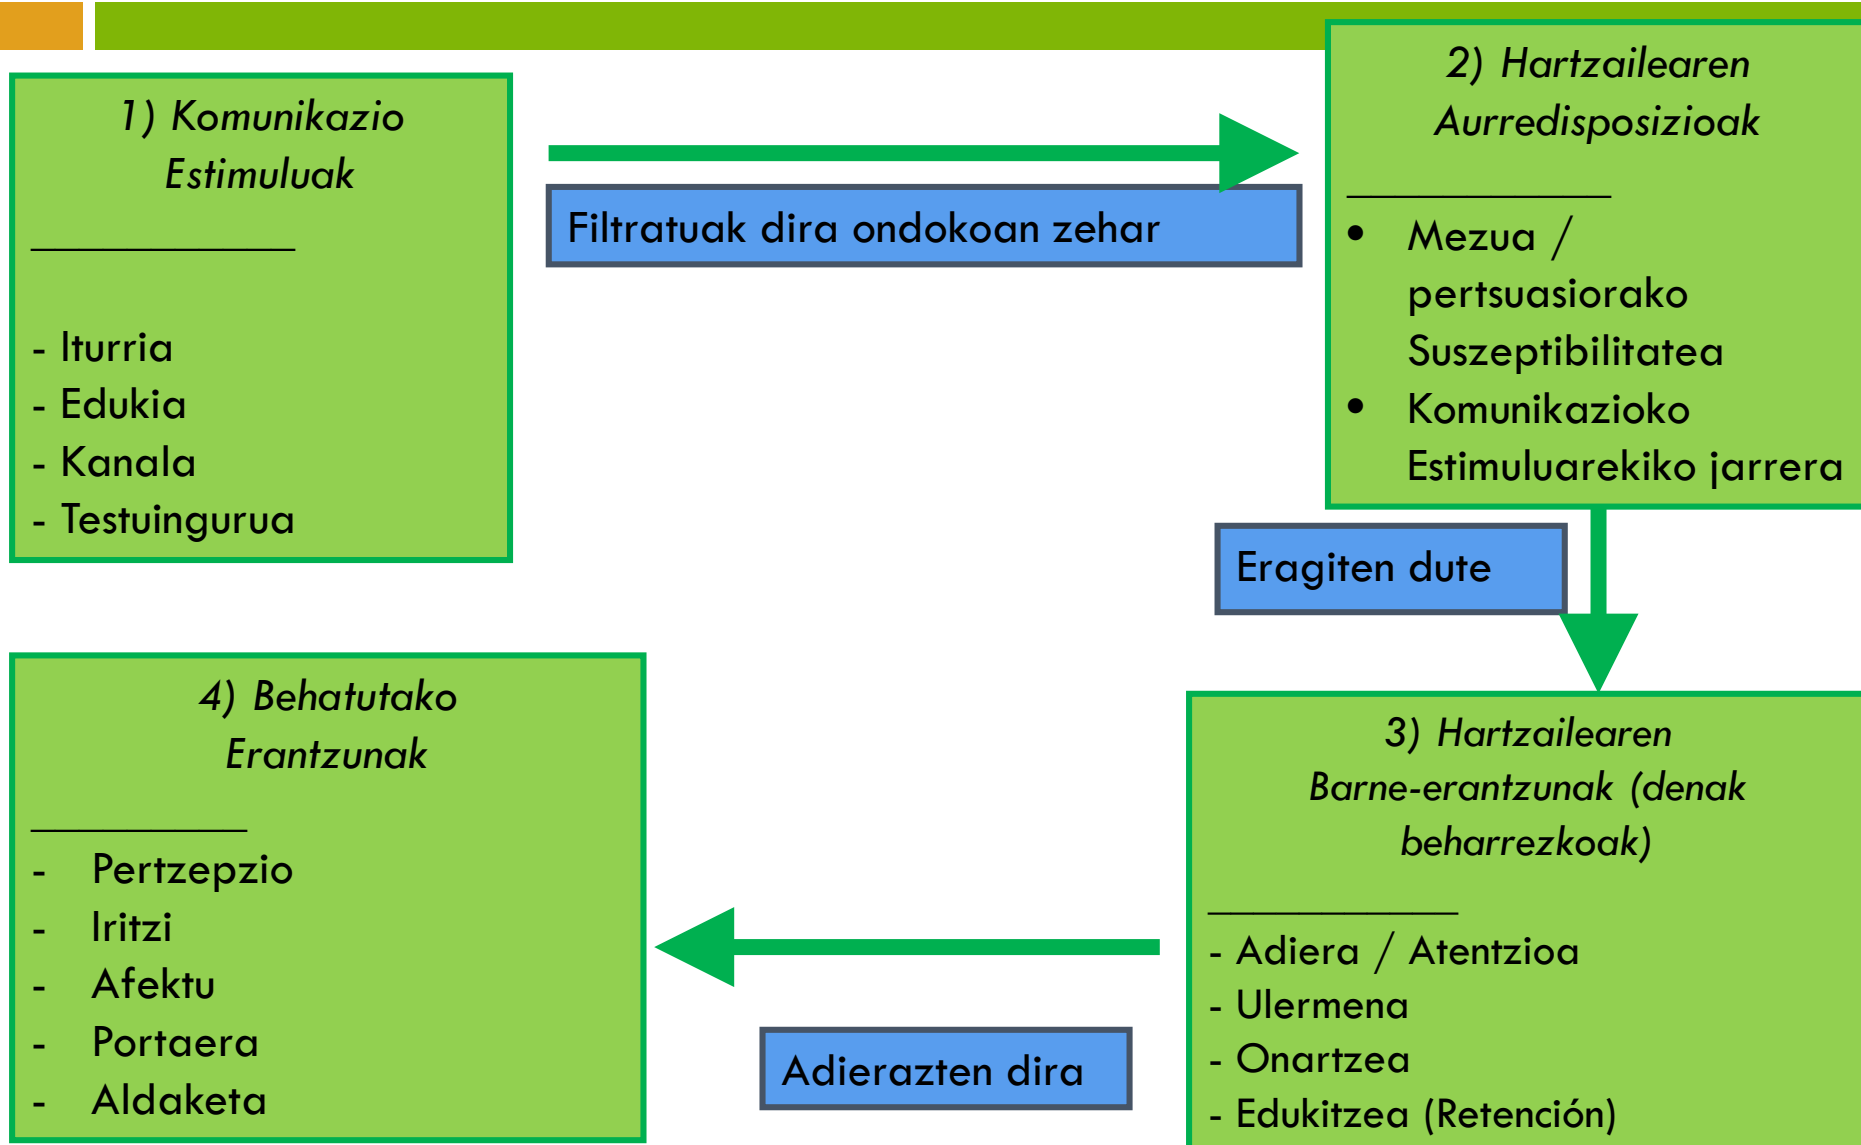 1) Komunikazio
Estimuluak
- Iturria
- Edukia
- Kanala
- Testuingurua
Filtratuak dira ondokoan zehar
2) Hartzailearen
Aurredisposizioak
• Mezua /
pertsuasiorako
Suszeptibilitatea
• Komunikazioko
Estimuluarekiko jarrera
Eragiten dute
3) Hartzailearen
Barne-erantzunak (denak
beharrezkoak)
- Adiera / Atentzioa
- Ulermena
- Onartzea
- Edukitzea (Retención)
Adierazten dira
4) Behatutako
Erantzunak
- Pertzepzio
- Iritzi
- Afektu
- Portaera
- Aldaketa